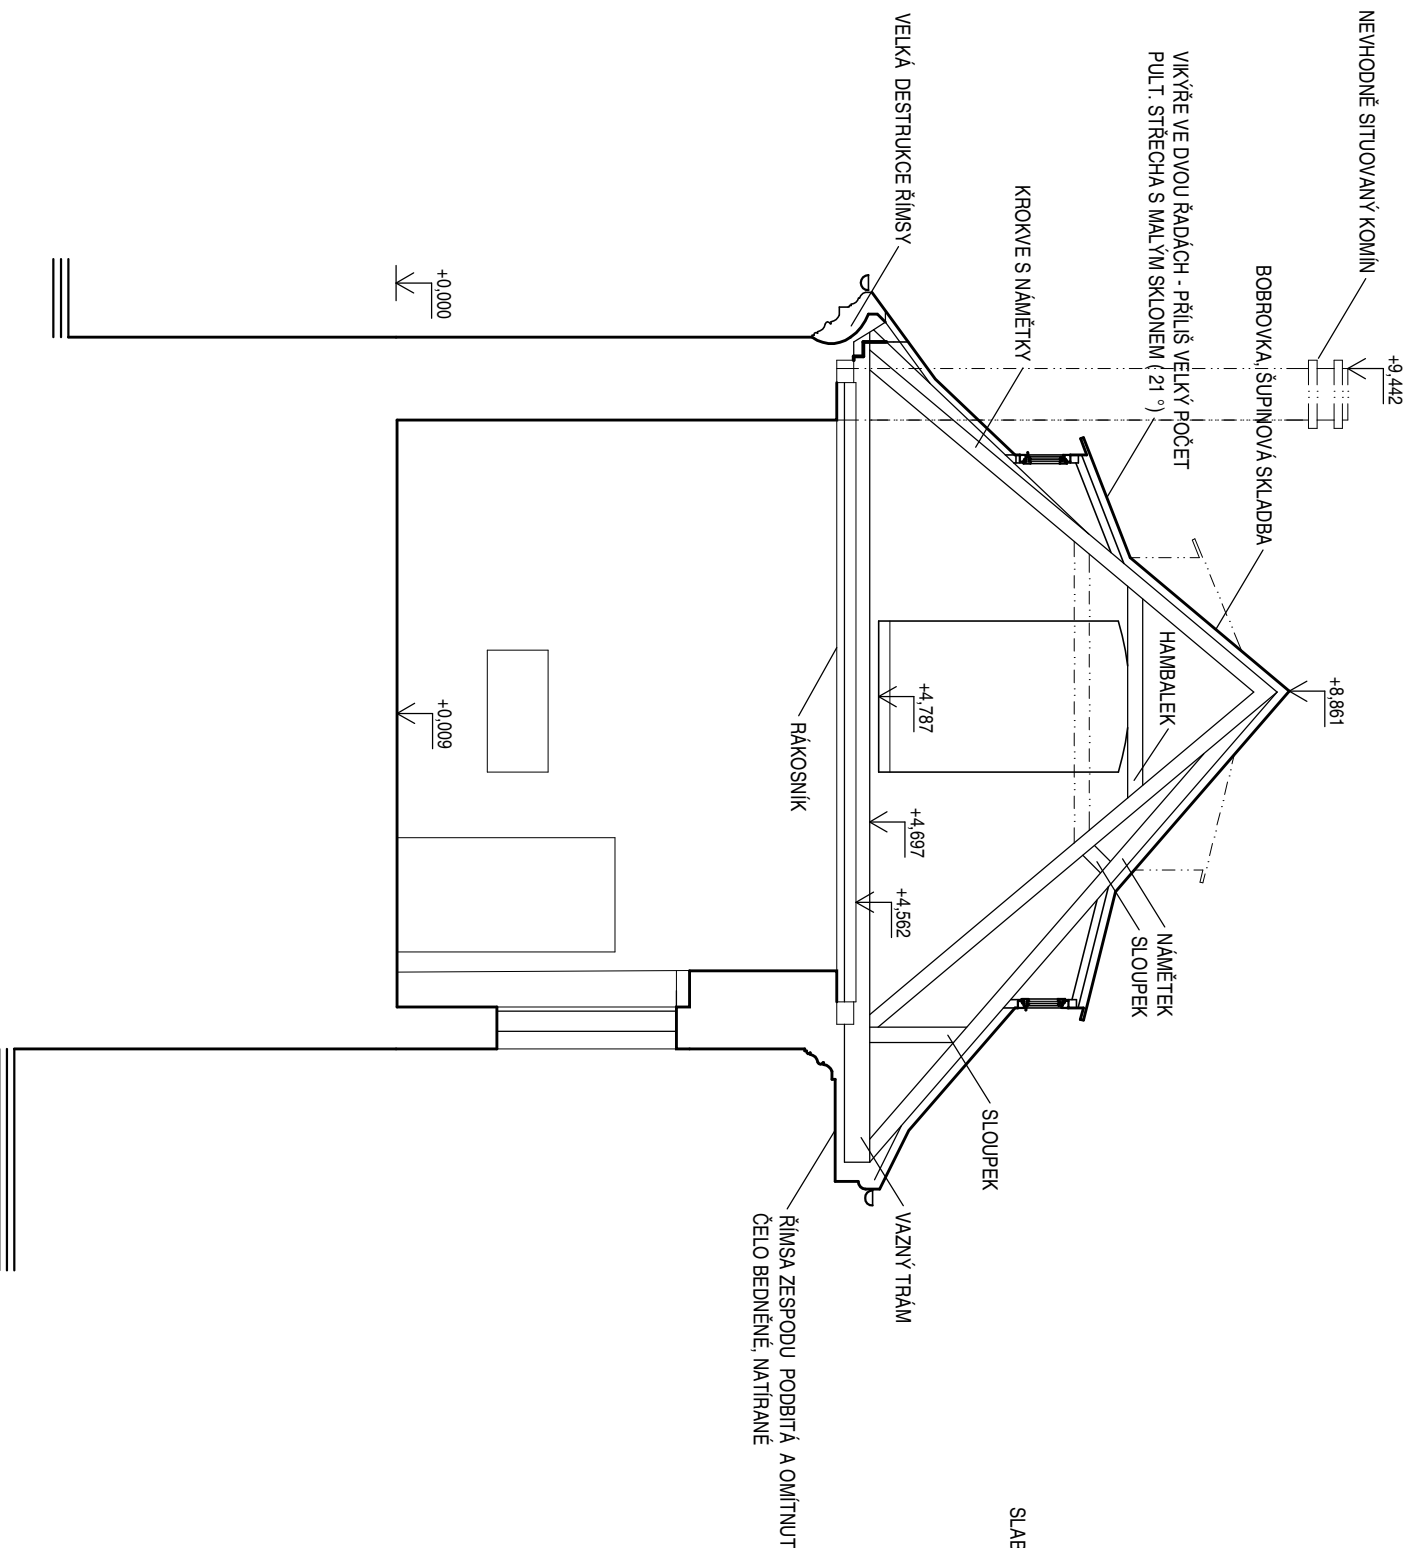 NEVHODNĚ SITUOVANÝ KOMÍN
+9,442
BOBROVKA, ŠUPINOVÁ SKLADBA
+8,861
VIKÝŘE VE DVOU ŘADÁCH - PŘÍLIŠ VELKÝ POČET
PULT. STŘECHA S MALÝM SKLONEM ( 21 °)
HAMBALEK
NÁMĚTEK
SLOUPEK
KROKVE S NÁMĚTKY
SLOUPEK
SLAB
VELKÁ DESTRUKCE ŘÍMSY
+4,787
+4,697
+4,562
VAZNÝ TRÁM
RÁKOSNÍK
ŘÍMSA ZESPODU PODBITÁ A OMÍTNUT
ČELO BEDNĚNÉ, NATÍRANÉ
+0,000
+0,009